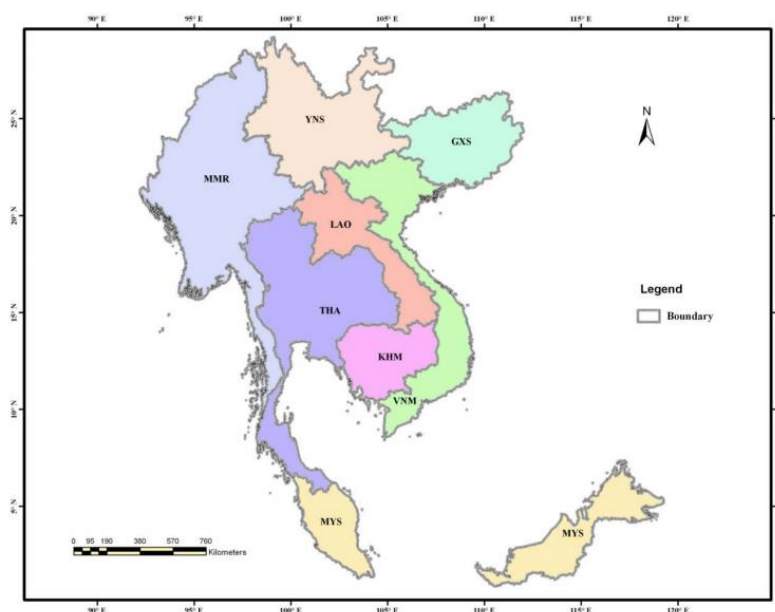 95° E 100° E 105° E 110° E 115° E 120° E
25° N
20° N
15° N
10° N
5° N
YNS
GXS
MMR
LAO
THA
KHM
VNM
MYS
MYS
N
Legend
Boundary
0 95 190 380 570 760
Kilometers
90° E 95° E 100° E 105° E 110° E 115° E 120° E